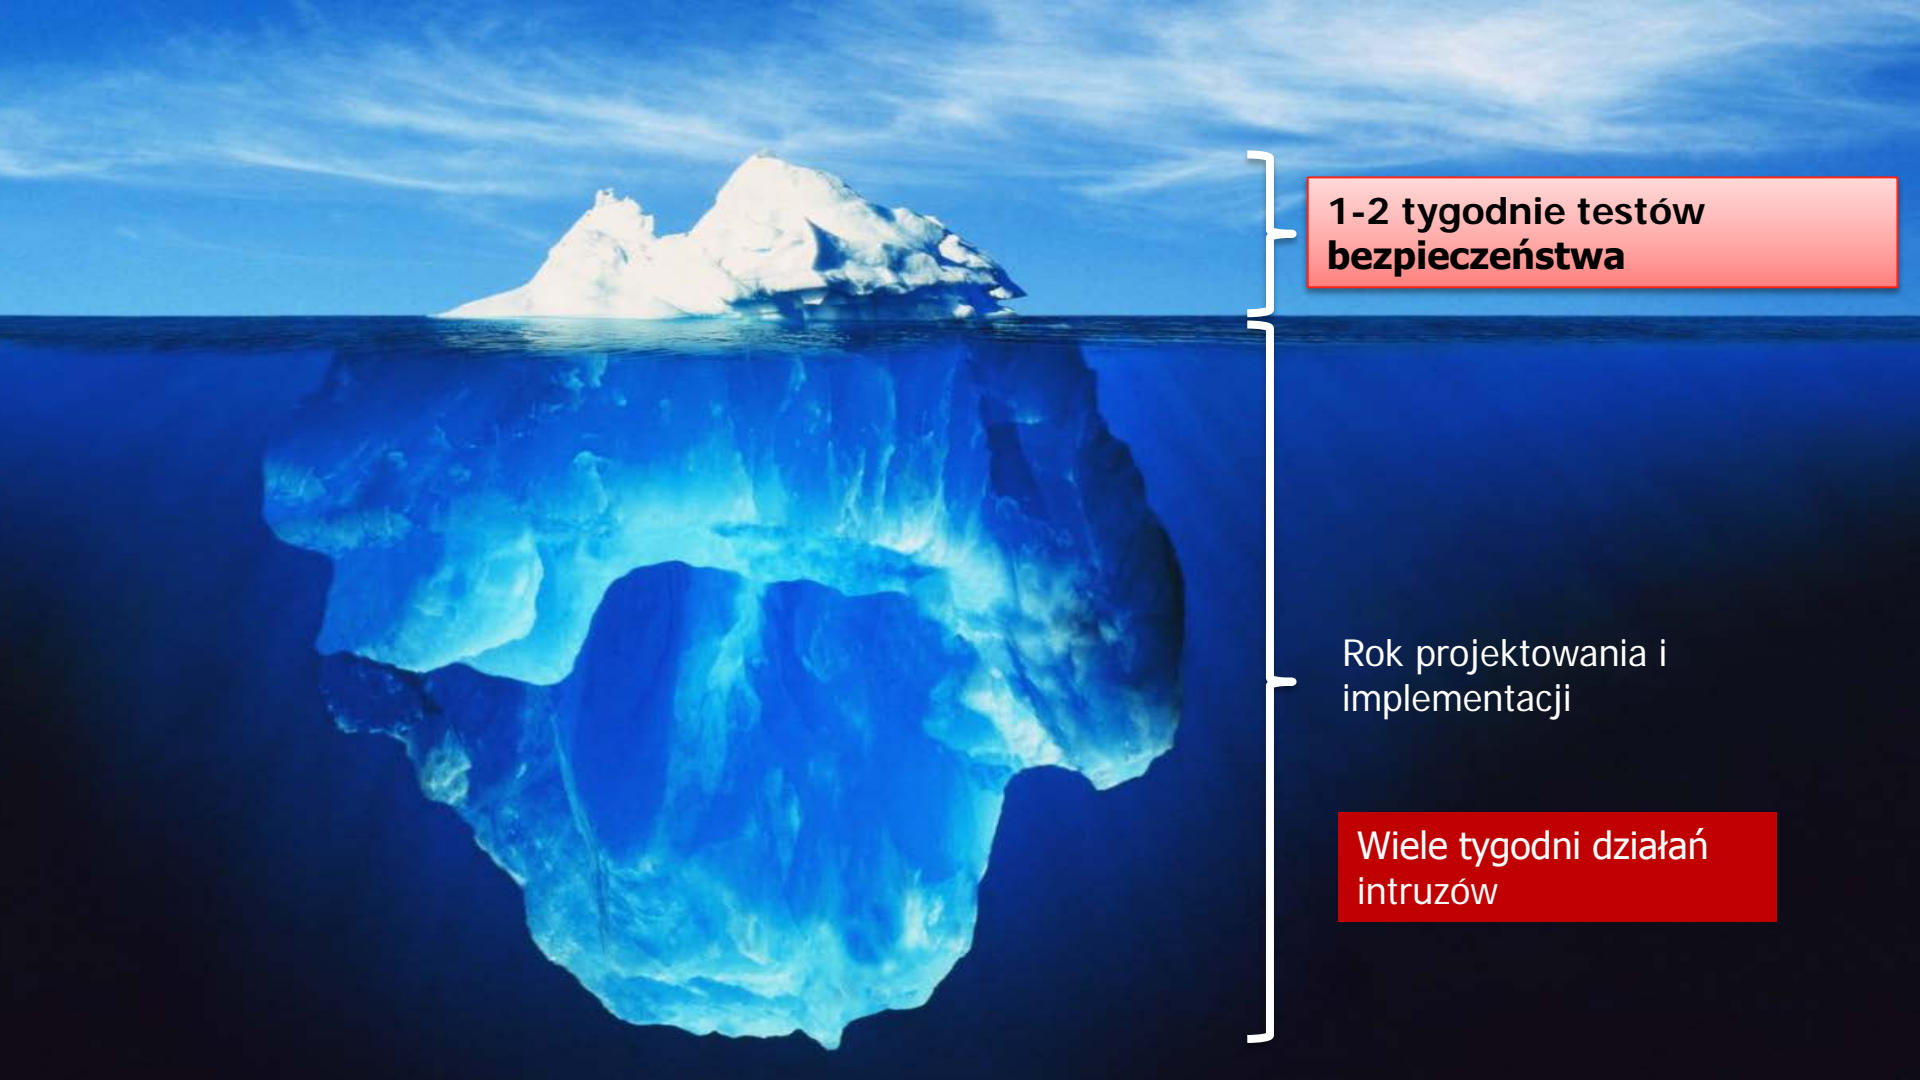 1-2 tygodnie testów
bezpieczeństwa
Rok projektowania i
implementacji
Wiele tygodni działań
intruzów